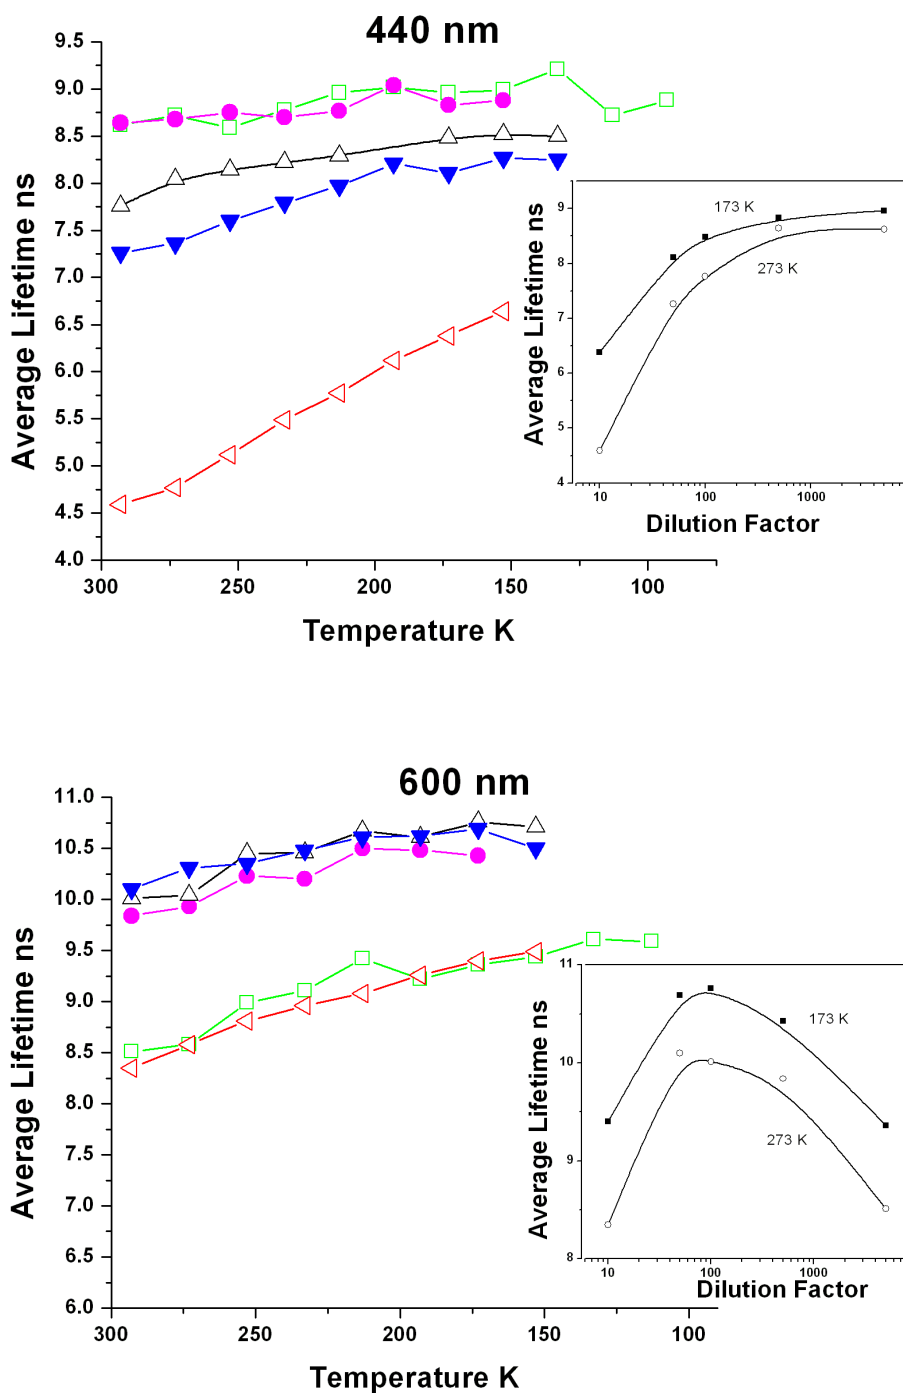 440 nm
9.5
9.0
8.5
8.0
7.5
7.0
6.5
6.0
5.5
5.0
4.5
4.0
Average Lifetime ns
300 250 200 150 100
Temperature K
9
8
7
6
5
4
Average Lifetime ns
173 K
273 K
10 100 1000
Dilution Factor
600 nm
11.0
10.5
10.0
9.5
9.0
8.5
8.0
7.5
7.0
6.5
6.0
Average Lifetime ns
300 250 200 150 100
Temperature K
11
10
9
8
Average Lifetime ns
173 K
273 K
10 100 1000
Dilution Factor